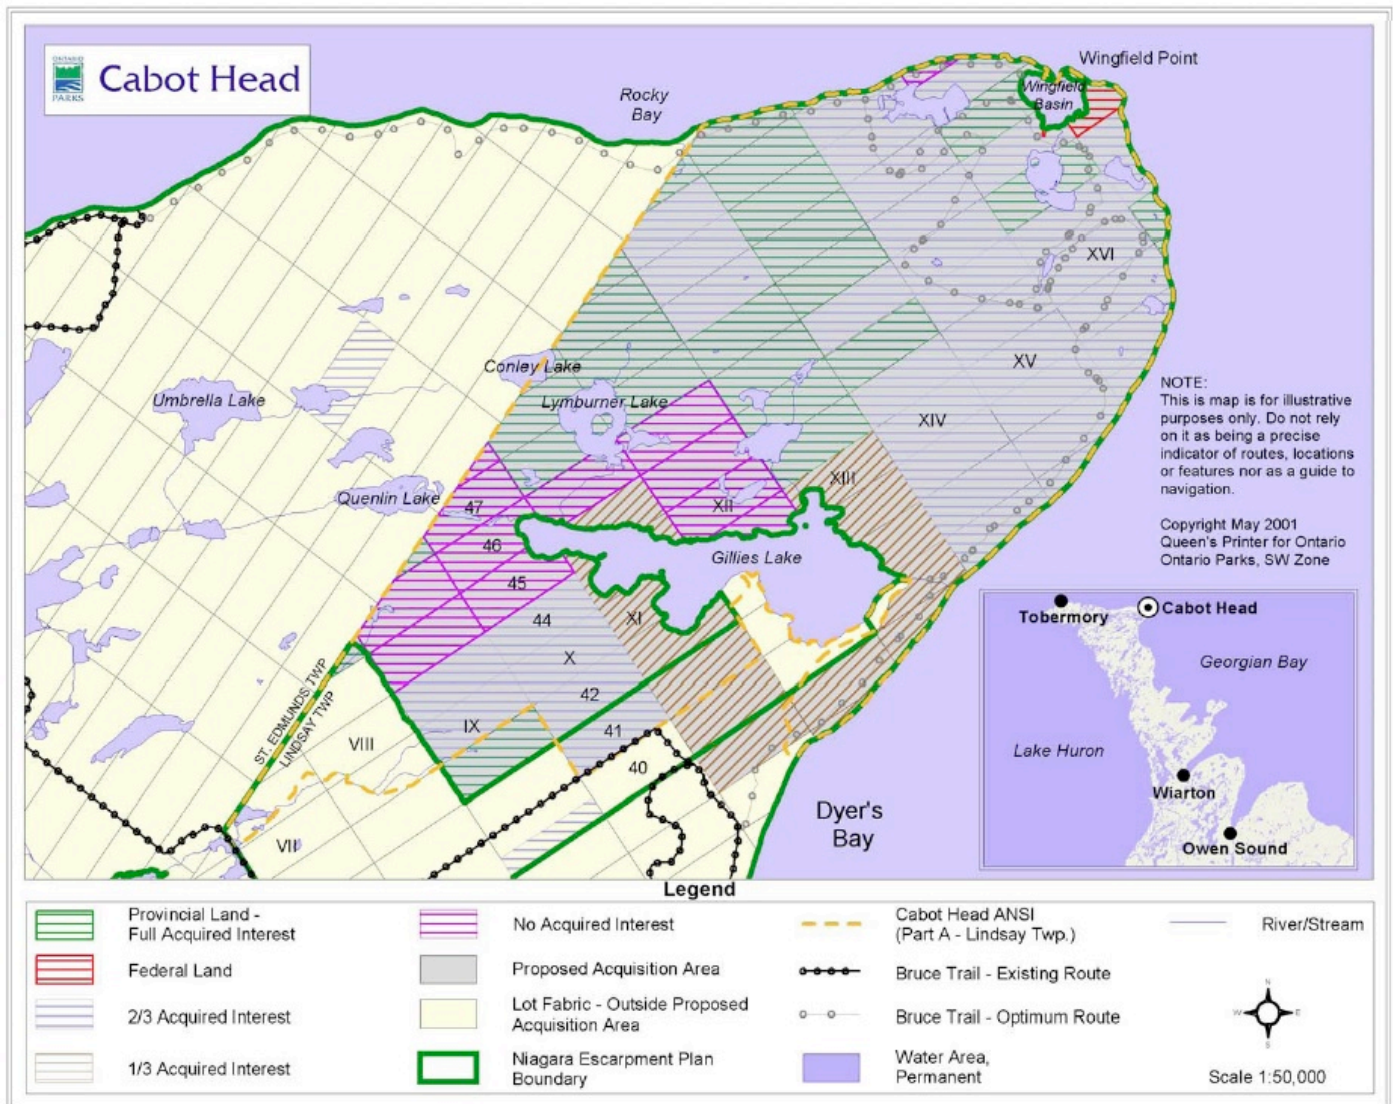 ONTARIO
PARKS
Cabot Head
Wingfield Point
Rocky
Bay
Wingfield
Basin
XVI
Conley Lake
XV
Umbrella Lake
Lymburner Lake
NOTE:
This is map is for illustrative
purposes only. Do not rely
on it as being a precise
indicator of routes, locations
or features nor as a guide to
navigation.
XIV
XIII
Quenlin Lake
47
XII
Copyright May 2001
Queen's Printer for Ontario
Ontario Parks, SW Zone
46
Gillies Lake
45
44
XI
Tobermory
Cabot Head
X
Georgian Bay
ST. EDMUNDS TWP
LINDSAY TWP
42
IX
41
VIII
40
Lake Huron
Wiarton
Dyer's
Bay
VII
Owen Sound
Legend
Provincial Land -
Full Acquired Interest
Federal Land
2/3 Acquired Interest
1/3 Acquired Interest
No Acquired Interest
Proposed Acquisition Area
Lot Fabric - Outside Proposed
Acquisition Area
Niagara Escarpment Plan
Boundary
Cabot Head ANSI
(Part A - Lindsay Twp.)
Bruce Trail - Existing Route
Bruce Trail - Optimum Route
Water Area,
Permanent
River/Stream
N
W
E
S
Scale 1:50,000